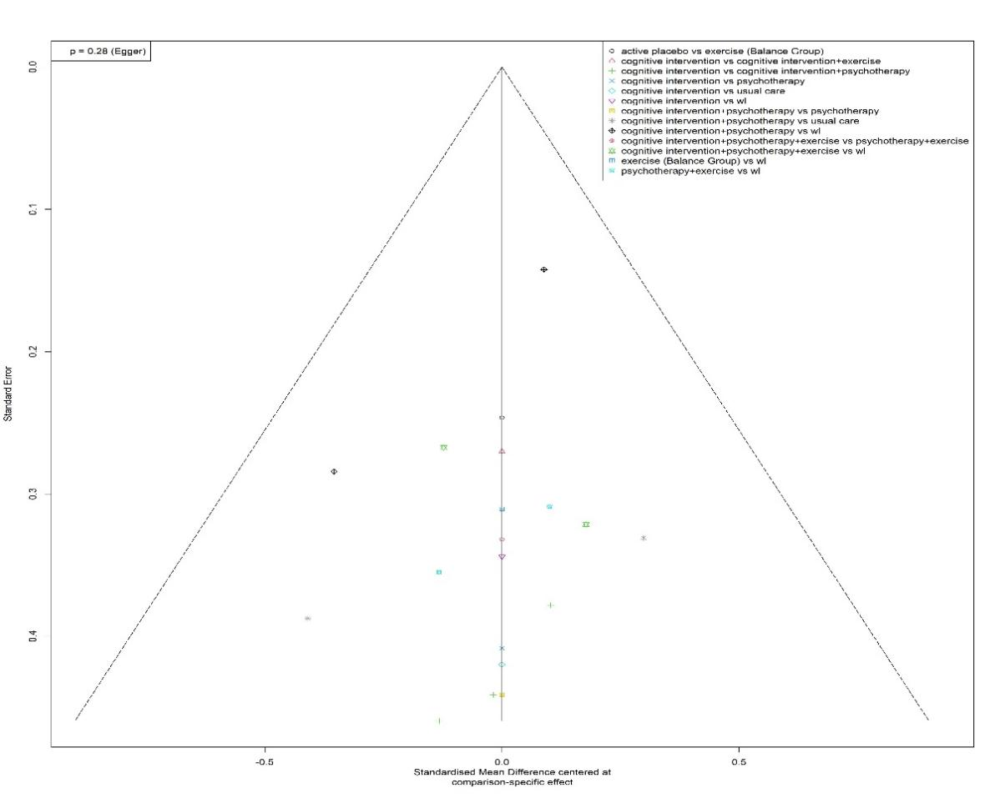 p = 0.28 (Egger)
active placebo vs exercise (Balance Group)
cognitive intervention vs cognitive intervention+exercise
cognitive intervention vs cognitive intervention+psychotherapy
cognitive intervention vs psychotherapy
cognitive intervention vs usual care
cognitive intervention vs wl
cognitive intervention+psychotherapy vs psychotherapy
cognitive intervention+psychotherapy vs usual care
cognitive intervention+psychotherapy vs wl
cognitive intervention+psychotherapy+exercise vs psychotherapy+exercise
cognitive intervention+psychotherapy+exercise vs wl
exercise (Balance Group) vs wl
psychotherapy+exercise vs wl
Standard Error
0.0
0.1
0.2
0.3
0.4
-0.5
0.0
0.5
Standardised Mean Difference centered at
comparison-specific effect